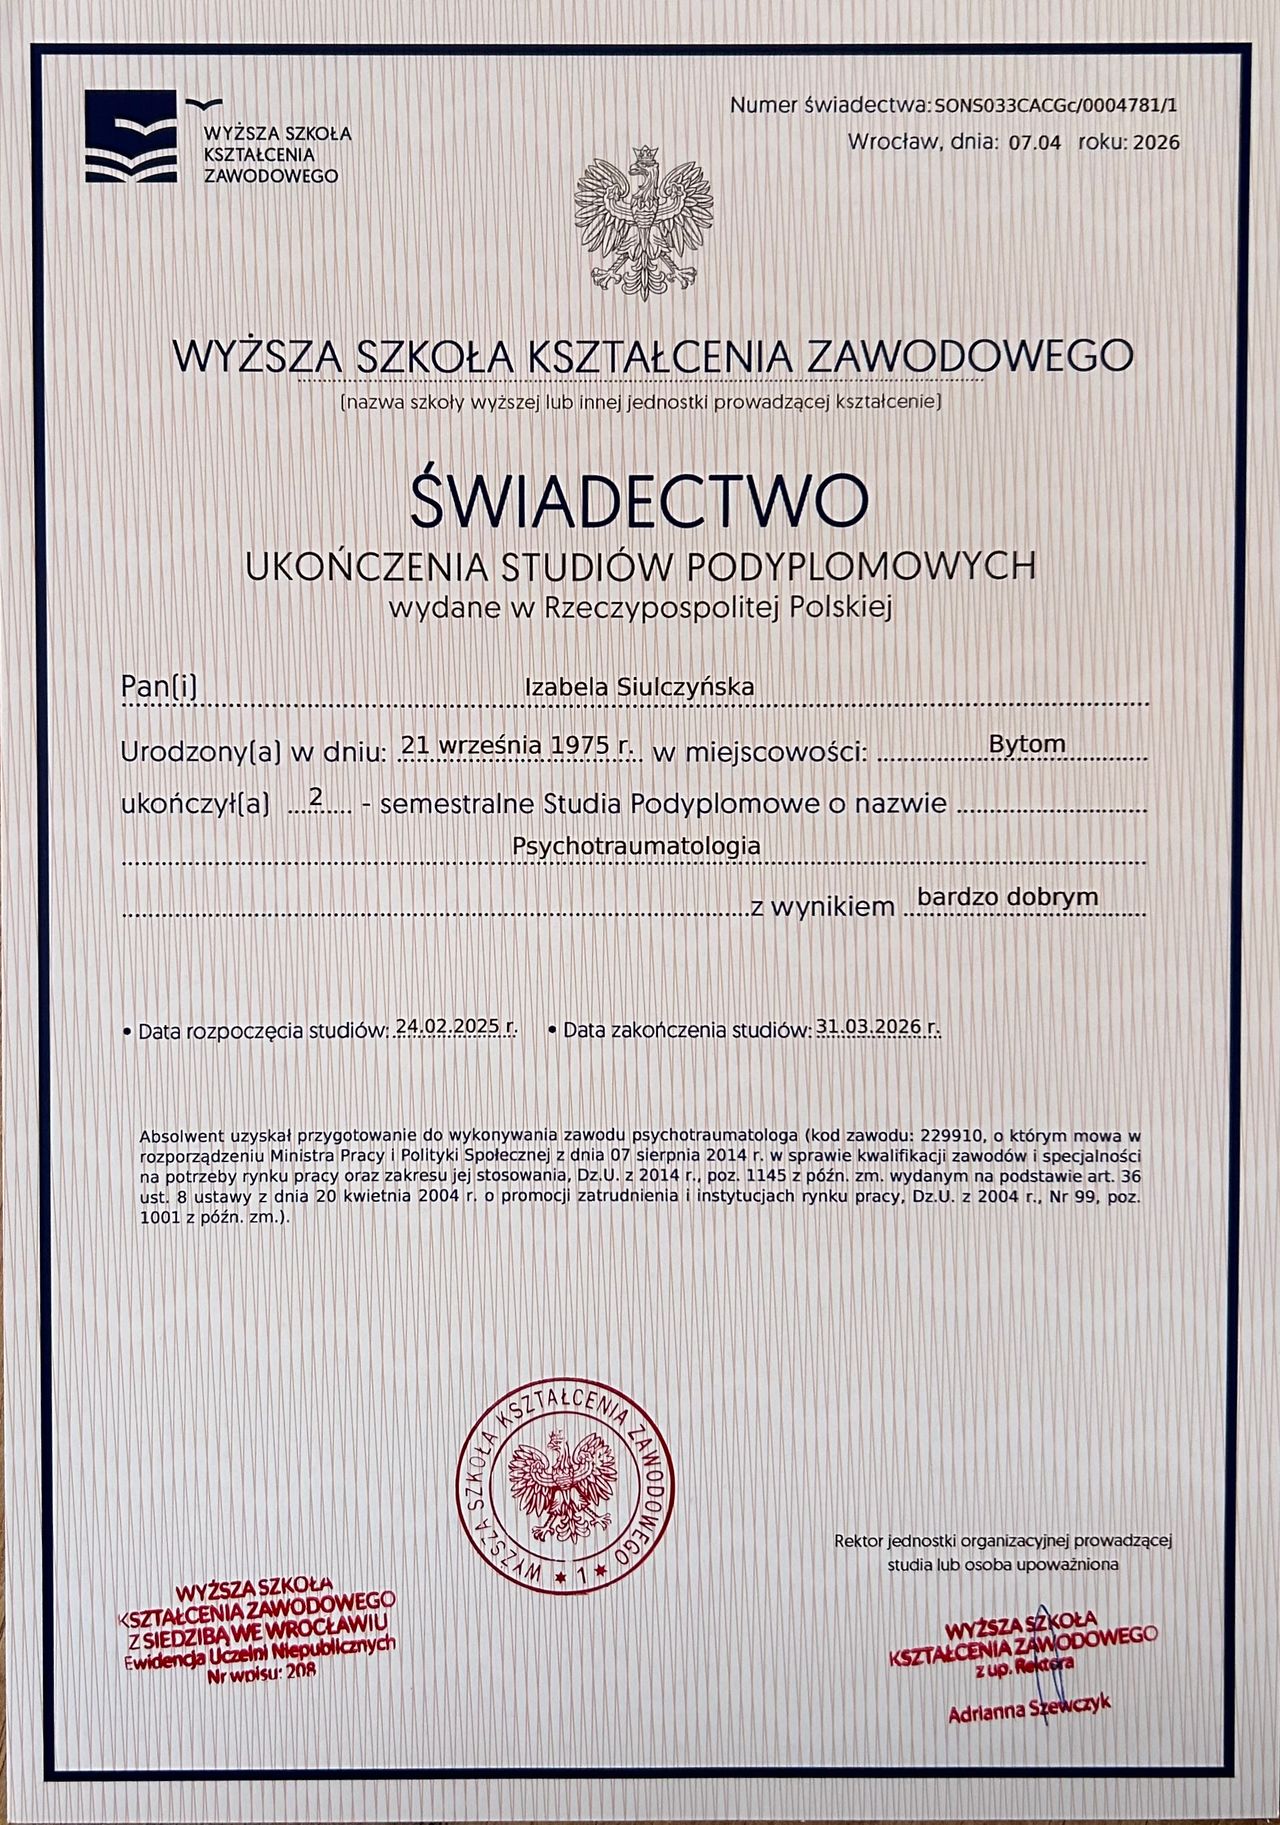 WYŻSZA SZKOŁA
KSZTAŁCENIA
ZAWODOWEGO
Numer świadectwa: SONS033CACGc/0004781/1
Wrocław, dnia: 07.04 roku: 2026
WYŻSZA SZKOŁA KSZTAŁCENIA ZAWODOWEGO
(nazwa szkoły wyższej lub innej jednostki prowadzącej kształcenie)
ŚWIADECTWO
UKOŃCZENIA STUDIÓW PODYPLOMOWYCH
wydane w Rzeczypospolitej Polskiej
Pan(i) Izabela Siulczyńska
Urodzony(a) w dniu: 21 września 1975 r. w miejscowości: Bytom
ukończył(a) 2 - semestralne Studia Podyplomowe o nazwie
Psychotraumatologia
z wynikiem bardzo dobrym
• Data rozpoczęcia studiów: 24.02.2025 r. • Data zakończenia studiów: 31.03.2026 r.
Absolwent uzyskał przygotowanie do wykonywania zawodu psychotraumatologa (kod zawodu: 229910, o którym mowa w
rozporządzeniu Ministra Pracy i Polityki Społecznej z dnia 07 sierpnia 2014 r. w sprawie kwalifikacji zawodów i specjalności
na potrzeby rynku pracy oraz zakresu jej stosowania, Dz.U. z 2014 r., poz. 1145 z późn. zm. wydanym na podstawie art. 36
ust. 8 ustawy z dnia 20 kwietnia 2004 r. o promocji zatrudnienia i instytucjach rynku pracy, Dz.U. z 2004 r., Nr 99, poz.
1001 z późn. zm.).
WYŻSZA SZKOŁA KSZTAŁCENIA ZAWODOWEGO * 1 *
Rektor jednostki organizacyjnej prowadzącej
studia lub osoba upoważniona
WYŻSZA SZKOŁA
KSZTAŁCENIA ZAWODOWEGO
Z SIEDZIBĄ WE WROCŁAWIU
Ewidencja Uczelni Niepublicznych
Nr wpisu: 208
WYŻSZA SZKOŁA
KSZTAŁCENIA ZAWODOWEGO
z up. Rektora
Adrianna Szewczyk